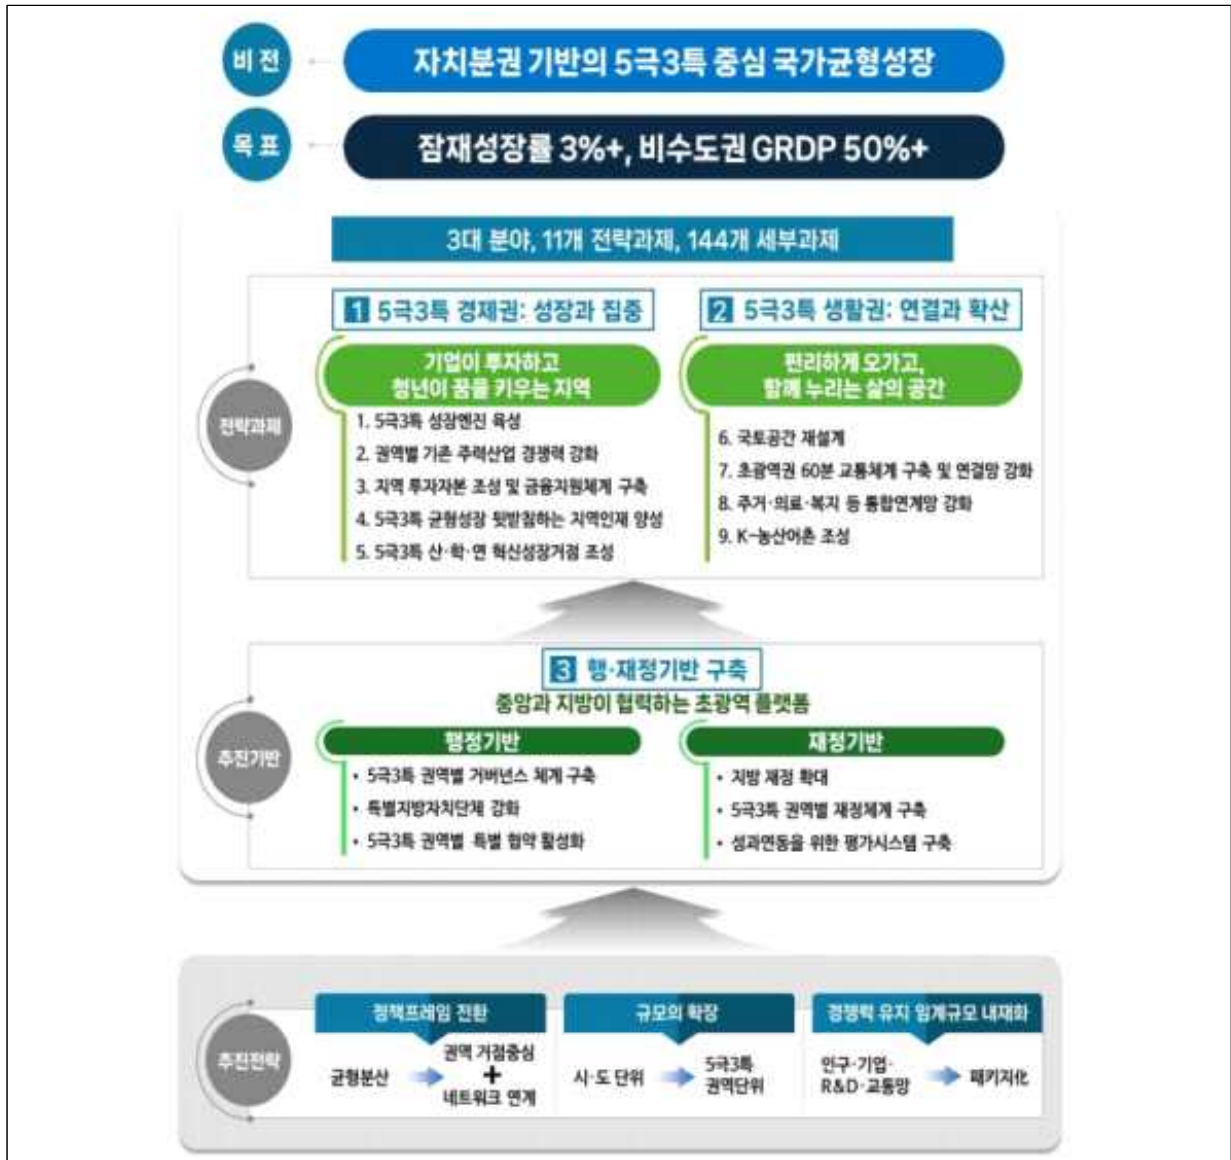 비 전
자치분권 기반의 5극3특 중심 국가균형성장
목 표
잠재성장률 3%+, 비수도권 GRDP 50%+
3대 분야, 11개 전략과제, 144개 세부과제
전략과제
1 5극3특 경제권: 성장과 집중
기업이 투자하고
청년이 꿈을 키우는 지역
1. 5극3특 성장엔진 육성
2. 권역별 기존 주력산업 경쟁력 강화
3. 지역 투자자본 조성 및 금융지원체계 구축
4. 5극3특 균형성장 뒷받침하는 지역인재 양성
5. 5극3특 산·학·연 혁신성장거점 조성
2 5극3특 생활권: 연결과 확산
편리하게 오가고,
함께 누리는 삶의 공간
6. 국토공간 재설계
7. 초광역권 60분 교통체계 구축 및 연결망 강화
8. 주거·의료·복지 등 통합연계망 강화
9. K-농산어촌 조성
추진기반
3 행·재정기반 구축
중앙과 지방이 협력하는 초광역 플랫폼
행정기반
• 5극3특 권역별 거버넌스 체계 구축
• 특별지방자치단체 강화
• 5극3특 권역별 특별 협약 활성화
재정기반
• 지방 재정 확대
• 5극3특 권역별 재정체계 구축
• 성과연동을 위한 평가시스템 구축
추진전략
정책프레임 전환
균형분산
권역 거점중심
+
네트워크 연계
규모의 확장
시·도 단위
5극3특
권역단위
경쟁력 유지 임계규모 내재화
인구·기업·
R&D·교통망
패키지화